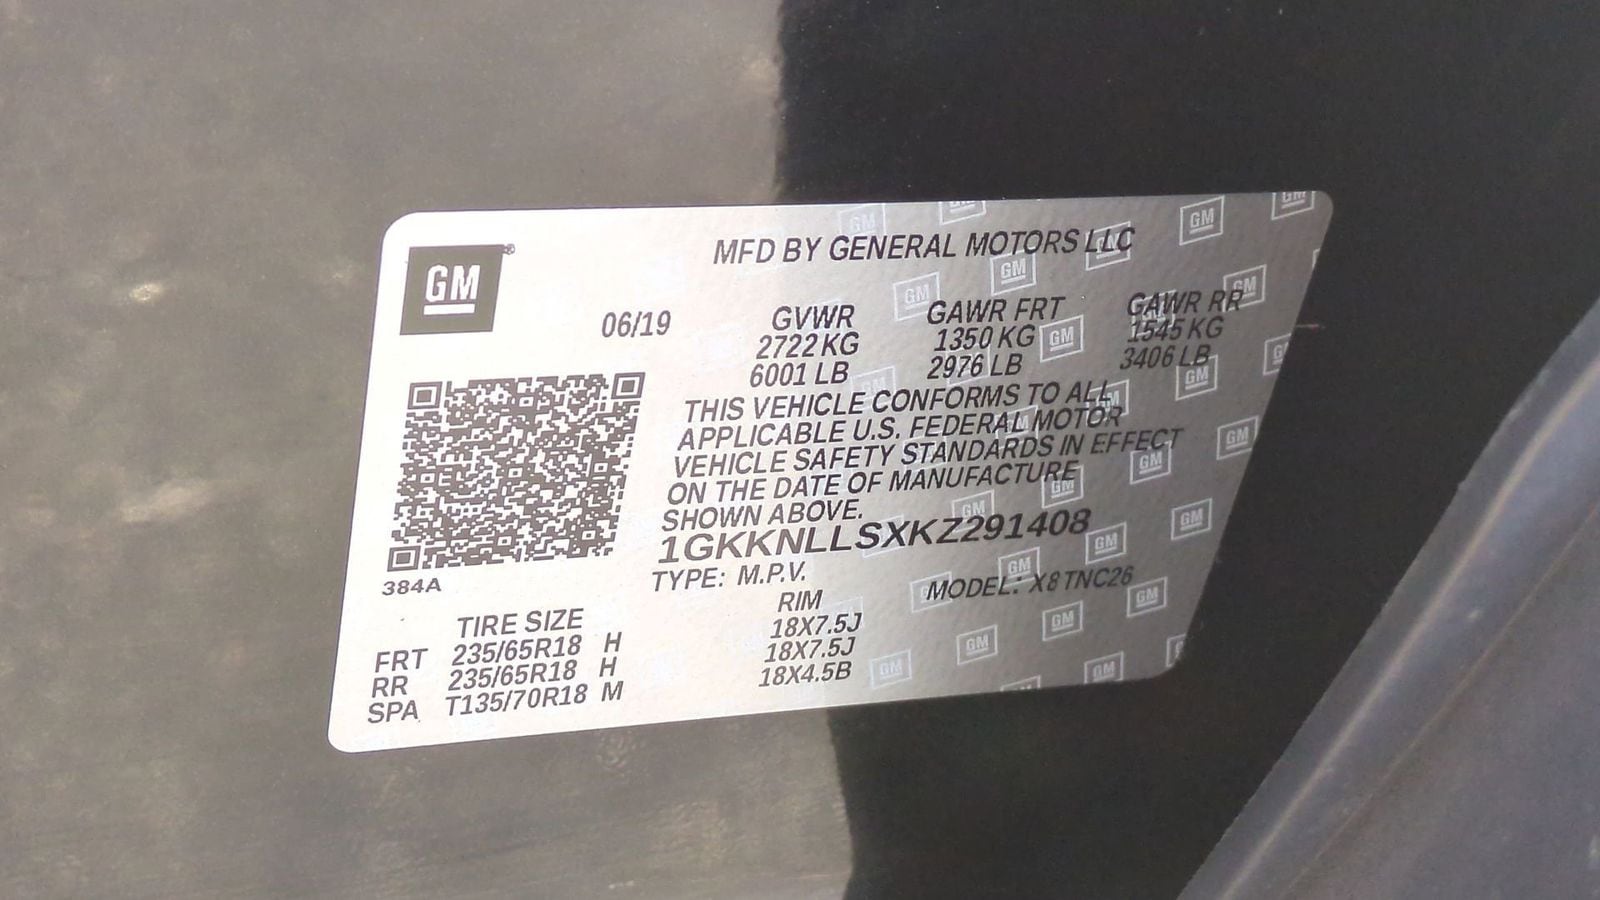 GM®
MFD BY GENERAL MOTORS LLC
06/19 GVWR GAWR FRT GAWR RR
2722 KG 1350 KG 1545 KG
6001 LB 2976 LB 3406 LB
THIS VEHICLE CONFORMS TO ALL
APPLICABLE U.S. FEDERAL MOTOR
VEHICLE SAFETY STANDARDS IN EFFECT
ON THE DATE OF MANUFACTURE
SHOWN ABOVE.
1GKKNLLSXKZ291408
384A
TYPE: M.P.V. MODEL: X8TNC26
TIRE SIZE RIM
FRT 235/65R18 H 18X7.5J
RR 235/65R18 H 18X7.5J
SPA T135/70R18 M 18X4.5B